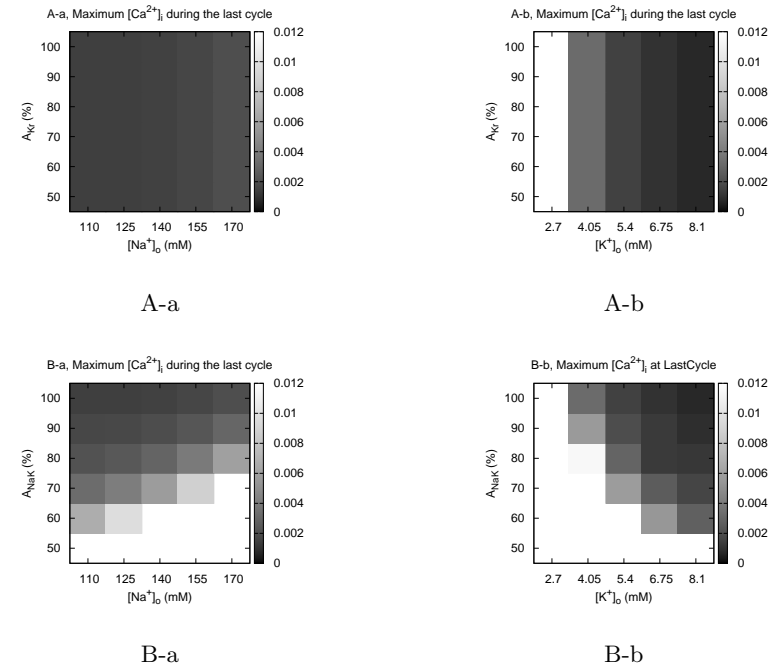 A-a, Maximum [Ca2+]i during the last cycle
100
90
80
70
60
50
AKr (%)
110 125 140 155 170
[Na+]o (mM)
0.012
0.01
0.008
0.006
0.004
0.002
0
A-a
A-b, Maximum [Ca2+]i during the last cycle
100
90
80
70
60
50
AKr (%)
2.7 4.05 5.4 6.75 8.1
[K+]o (mM)
0.012
0.01
0.008
0.006
0.004
0.002
0
A-b
B-a, Maximum [Ca2+]i during the last cycle
100
90
80
70
60
50
ANaK (%)
110 125 140 155 170
[Na+]o (mM)
0.012
0.01
0.008
0.006
0.004
0.002
0
B-a
B-b, Maximum [Ca2+]i at LastCycle
100
90
80
70
60
50
ANaK (%)
2.7 4.05 5.4 6.75 8.1
[K+]o (mM)
0.012
0.01
0.008
0.006
0.004
0.002
0
B-b